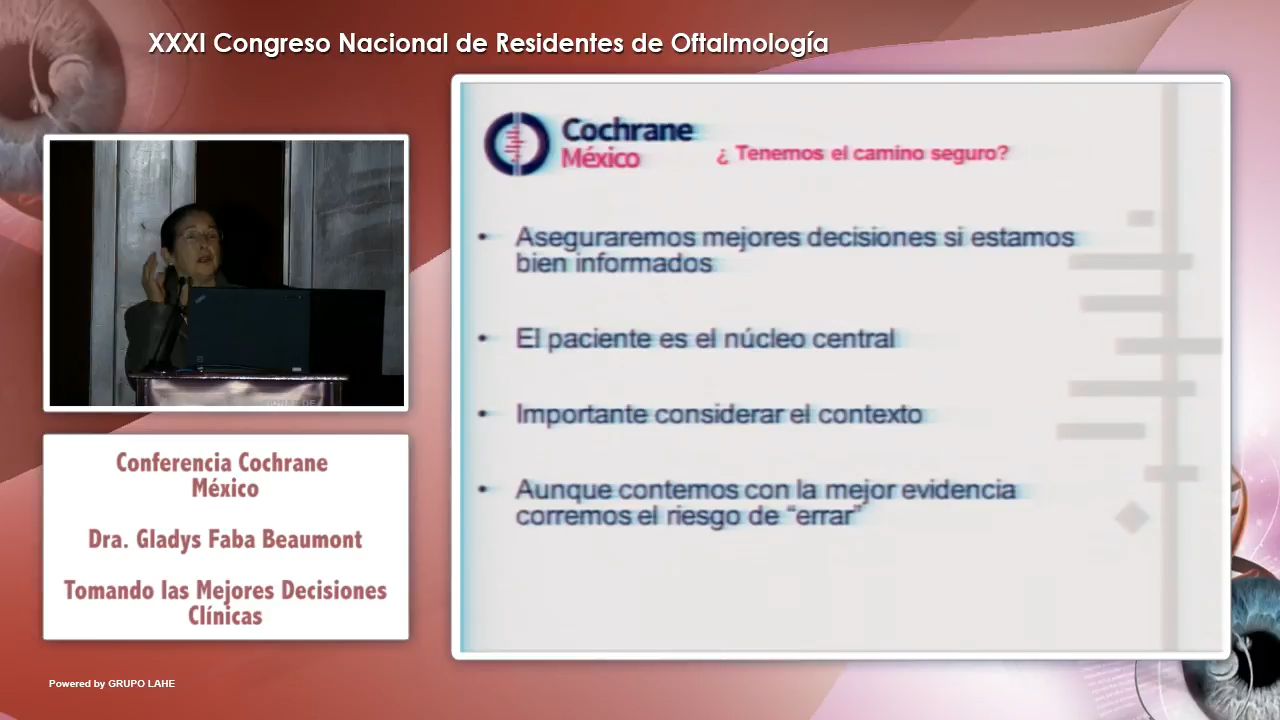 XXXI Congreso Nacional de Residentes de Oftalmología
Cochrane
México
¿ Tenemos el camino seguro?
• Aseguraremos mejores decisiones si estamos
bien informados
• El paciente es el núcleo central
• Importante considerar el contexto
• Aunque contemos con la mejor evidencia
corremos el riesgo de “errar”
Conferencia Cochrane
México
Dra. Gladys Faba Beaumont
Tomando las Mejores Decisiones
Clínicas
Powered by GRUPO LAHE